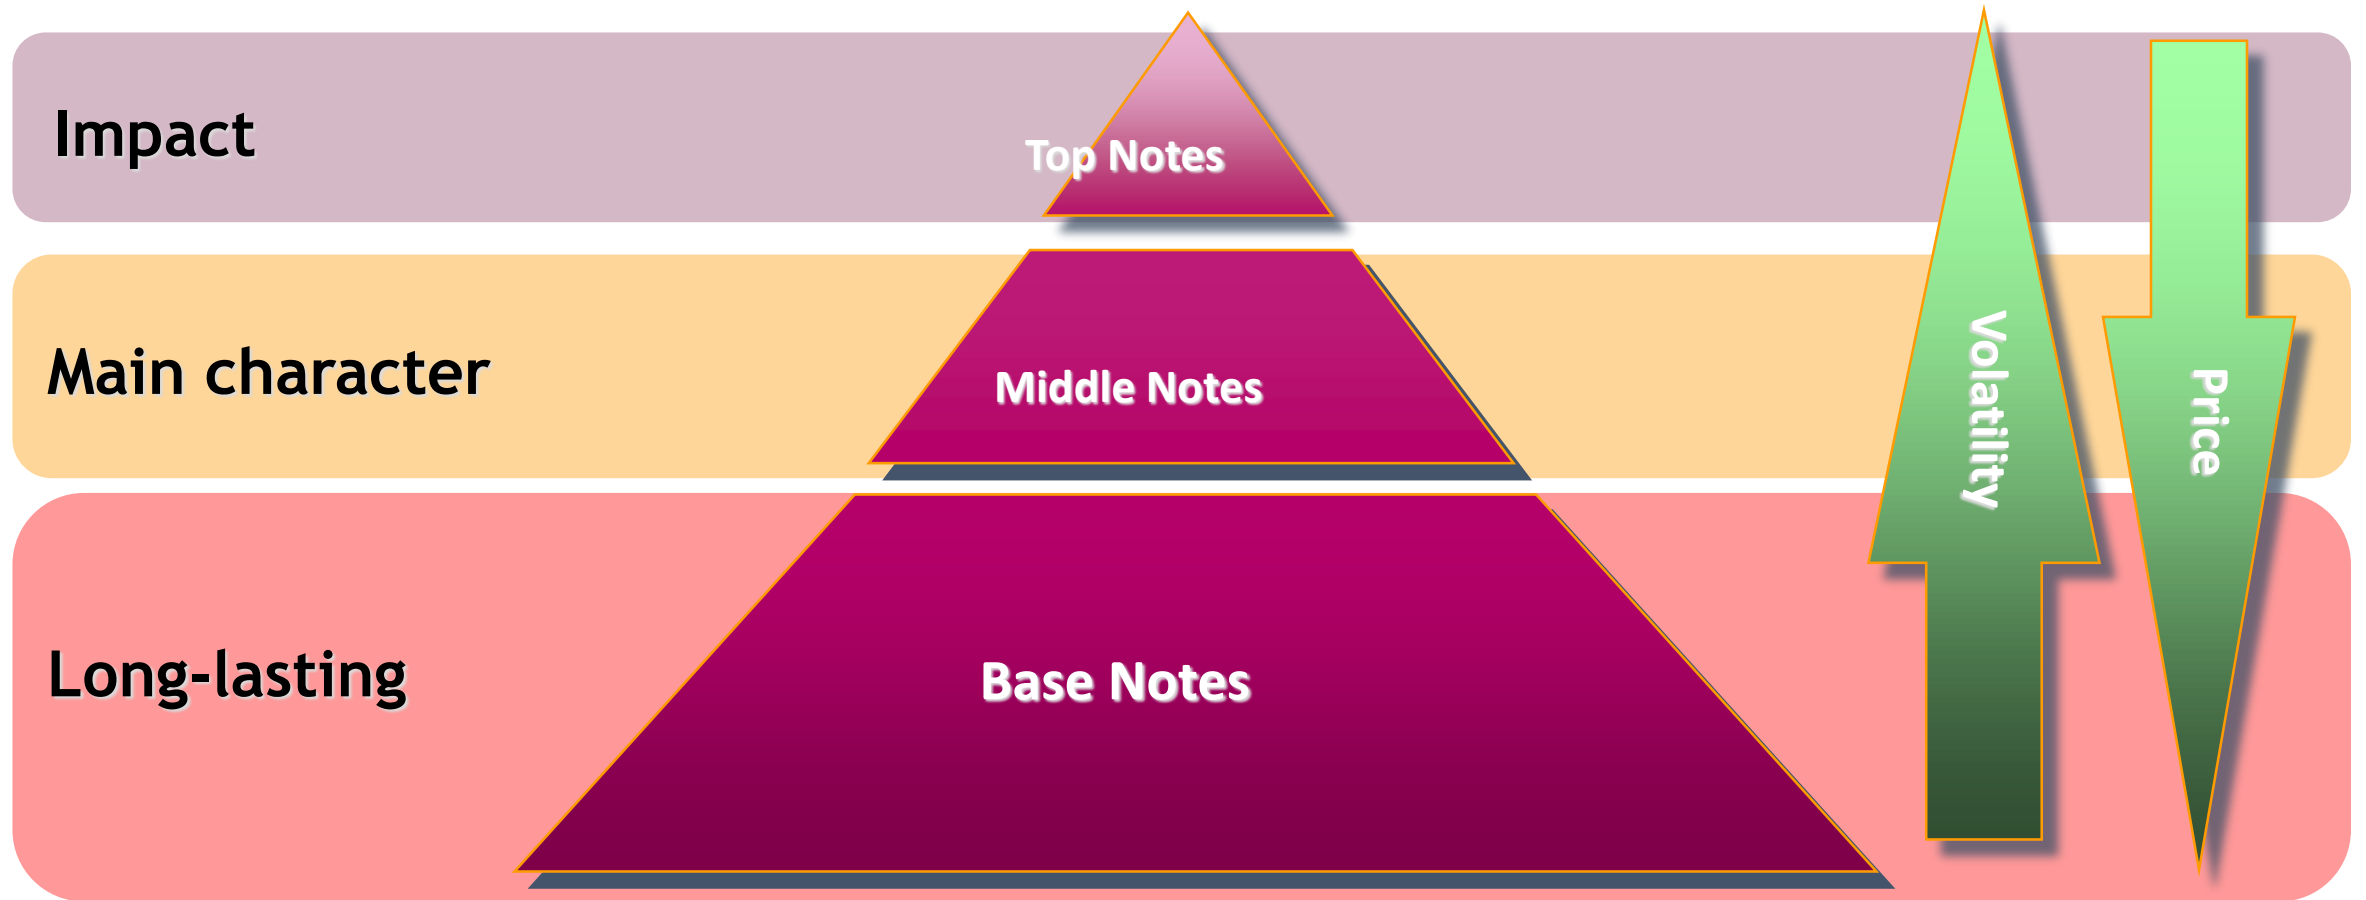 Impact
Top Notes
Main character
Middle Notes
Long-lasting
Base Notes
Volatility
Price